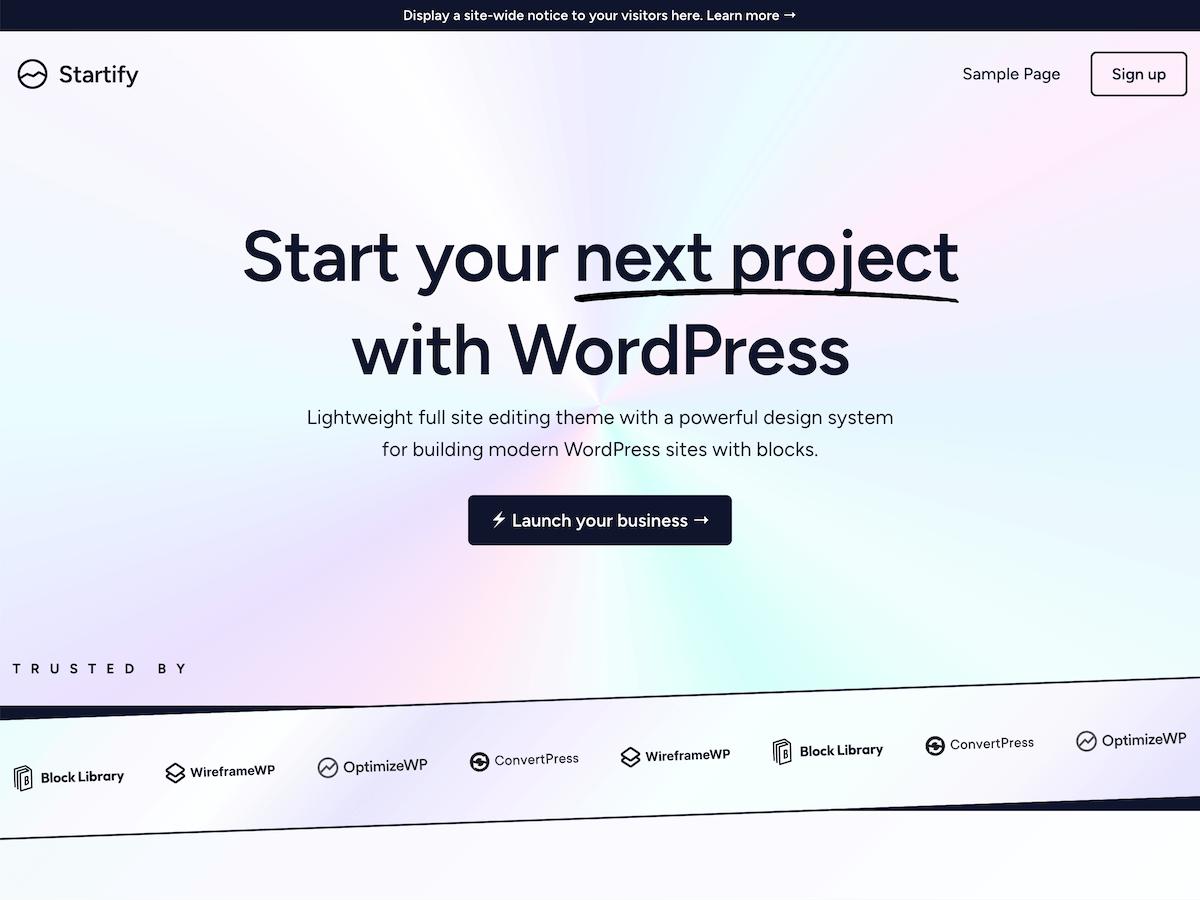 Display a site-wide notice to your visitors here. Learn more →
Startify
Sample Page
Sign up
Start your next project
with WordPress
Lightweight full site editing theme with a powerful design system
for building modern WordPress sites with blocks.
⚡ Launch your business →
TRUSTED BY
Block Library
WireframeWP
OptimizeWP
ConvertPress
WireframeWP
Block Library
ConvertPress
OptimizeWP